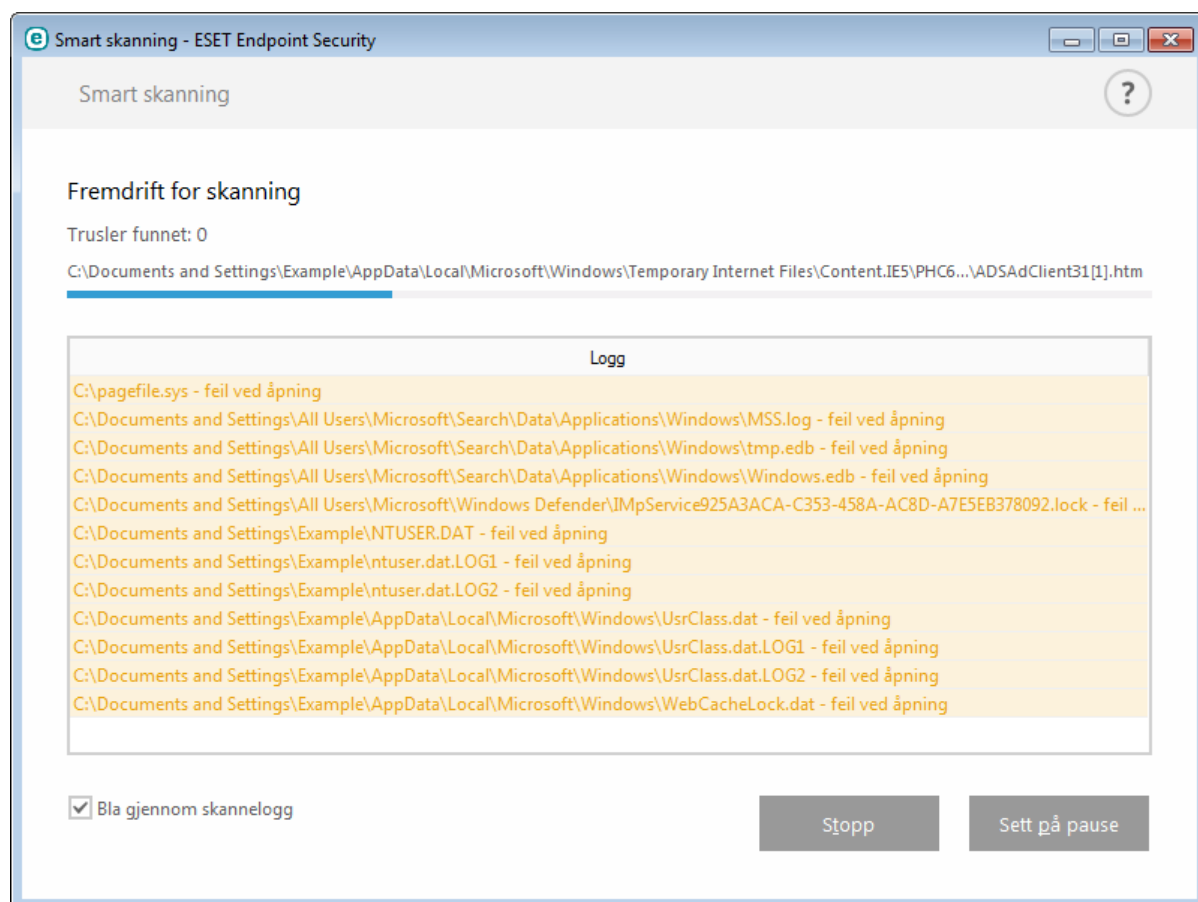 e Smart skanning - ESET Endpoint Security
Smart skanning
?
Fremdrift for skanning
Trusler funnet: 0
C:\Documents and Settings\Example\AppData\Local\Microsoft\Windows\Temporary Internet Files\Content.IE5\PHC6...\ADSAdClient31[1].htm
Logg
C:\pagefile.sys - feil ved åpning
C:\Documents and Settings\All Users\Microsoft\Search\Data\Applications\Windows\MSS.log - feil ved åpning
C:\Documents and Settings\All Users\Microsoft\Search\Data\Applications\Windows\tmp.edb - feil ved åpning
C:\Documents and Settings\All Users\Microsoft\Search\Data\Applications\Windows\Windows.edb - feil ved åpning
C:\Documents and Settings\All Users\Microsoft\Windows Defender\IMpService925A3ACA-C353-458A-AC8D-A7E5EB378092.lock - feil ...
C:\Documents and Settings\Example\NTUSER.DAT - feil ved åpning
C:\Documents and Settings\Example\ntuser.dat.LOG1 - feil ved åpning
C:\Documents and Settings\Example\ntuser.dat.LOG2 - feil ved åpning
C:\Documents and Settings\Example\AppData\Local\Microsoft\Windows\UsrClass.dat - feil ved åpning
C:\Documents and Settings\Example\AppData\Local\Microsoft\Windows\UsrClass.dat.LOG1 - feil ved åpning
C:\Documents and Settings\Example\AppData\Local\Microsoft\Windows\UsrClass.dat.LOG2 - feil ved åpning
C:\Documents and Settings\Example\AppData\Local\Microsoft\Windows\WebCacheLock.dat - feil ved åpning
Bla gjennom skannelogg
Stopp
Sett på pause